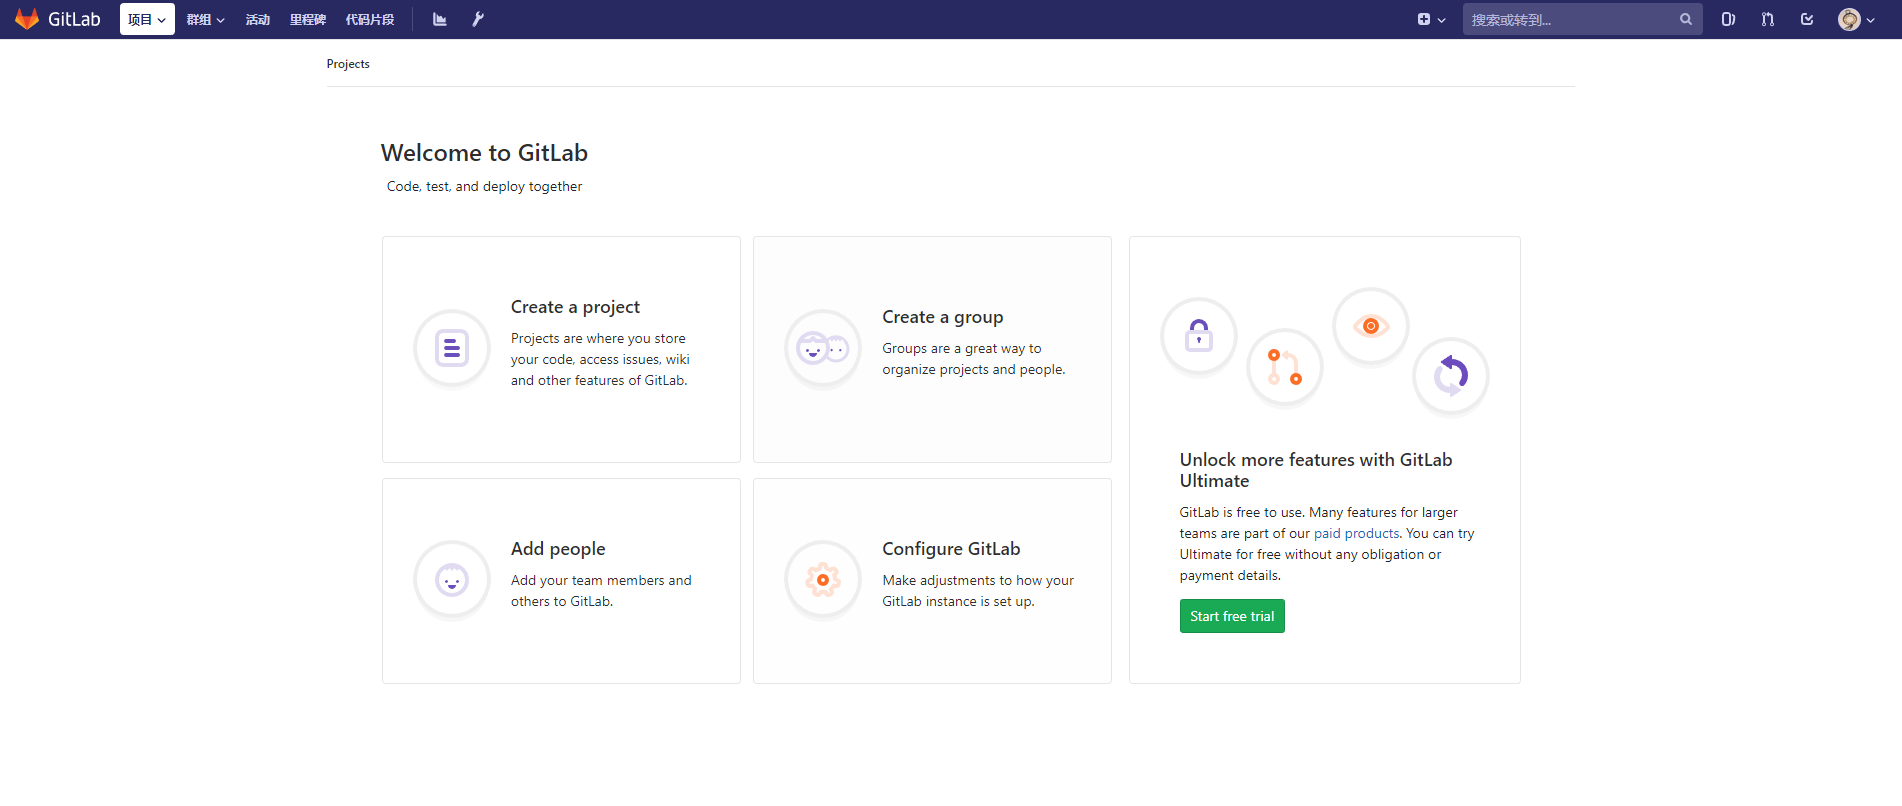 GitLab 项目 群组 活动 里程碑 代码片段 搜索或转到...
Projects
Welcome to GitLab
Code, test, and deploy together
Create a project
Projects are where you store
your code, access issues, wiki
and other features of GitLab.
Create a group
Groups are a great way to
organize projects and people.
Add people
Add your team members and
others to GitLab.
Configure GitLab
Make adjustments to how your
GitLab instance is set up.
Unlock more features with GitLab
Ultimate
GitLab is free to use. Many features for larger
teams are part of our paid products. You can try
Ultimate for free without any obligation or
payment details.
Start free trial